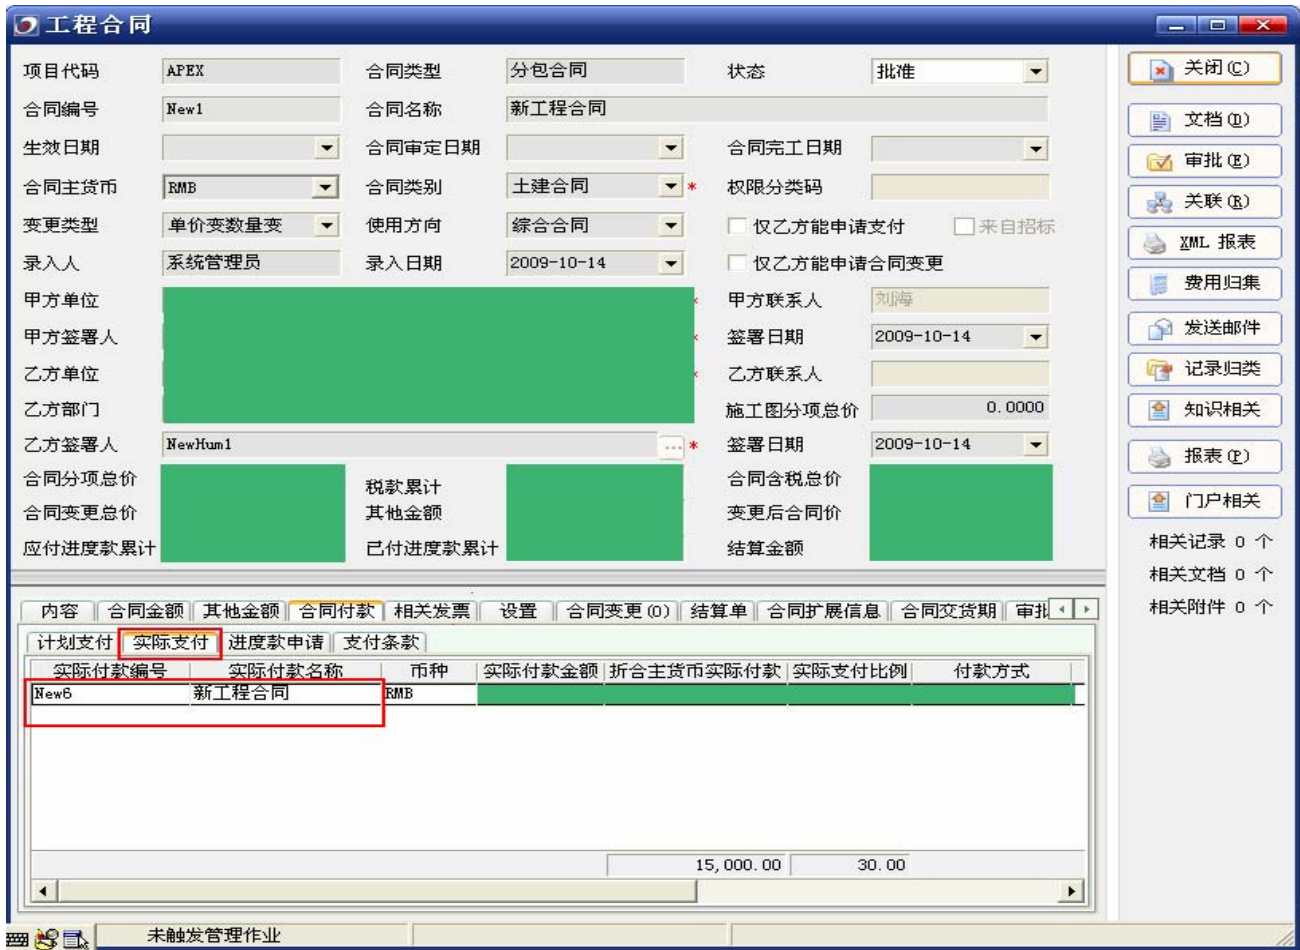 工程合同
项目代码 APEX 合同类型 分包合同 状态 批准 关闭(C)
合同编号 New1 合同名称 新工程合同 文档(D)
生效日期 合同审定日期 合同完工日期 审批(E)
合同主货币 RMB 合同类别 土建合同 * 权限分类码 关联(R)
变更类型 单价变数量变 使用方向 综合合同 仅乙方能申请支付 来自招标 XML 报表
录入人 系统管理员 录入日期 2009-10-14 仅乙方能申请合同变更 费用归集
甲方单位 甲方联系人 刘海
甲方签署人 签署日期 2009-10-14 发送邮件
乙方单位 乙方联系人 记录归类
乙方部门 施工图分项总价 0.0000 知识相关
乙方签署人 NewHum1 ... * 签署日期 2009-10-14 报表(P)
合同分项总价 税款累计 合同含税总价 门户相关
合同变更总价 其他金额 变更后合同价
应付进度款累计 已付进度款累计 结算金额 相关记录 0 个
相关文档 0 个
相关附件 0 个
内容 合同金额 其他金额 合同付款 相关发票 设置 合同变更(0) 结算单 合同扩展信息 合同交货期 审批
计划支付 实际支付 进度款申请 支付条款
实际付款编号 实际付款名称 币种 实际付款金额 折合主货币实际付款 实际支付比例 付款方式
New6 新工程合同 RMB
15,000.00 30.00
未触发管理作业